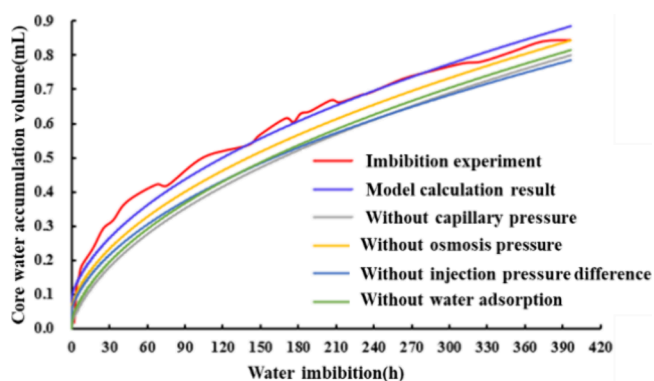 Core water accumulation volume(mL)
0.9
0.8
0.7
0.6
0.5
0.4
0.3
0.2
0.1
0.0
Imbibition experiment
Model calculation result
Without capillary pressure
Without osmosis pressure
Without injection pressure difference
Without water adsorption
0 30 60 90 120 150 180 210 240 270 300 330 360 390 420
Water imbibition(h)